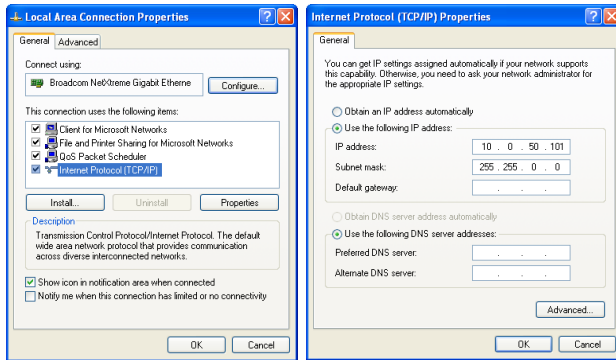 Local Area Connection Properties
General
Advanced
Connect using:
Broadcom NetXtreme Gigabit Etherne
Configure...
This connection uses the following items:
Client for Microsoft Networks
File and Printer Sharing for Microsoft Networks
QoS Packet Scheduler
Internet Protocol (TCP/IP)
Install...
Uninstall
Properties
Description
Transmission Control Protocol/Internet Protocol. The default
wide area network protocol that provides communication
across diverse interconnected networks.
Show icon in notification area when connected
Notify me when this connection has limited or no connectivity
OK
Cancel
Internet Protocol (TCP/IP) Properties
General
You can get IP settings assigned automatically if your network supports
this capability. Otherwise, you need to ask your network administrator for
the appropriate IP settings.
Obtain an IP address automatically
Use the following IP address:
IP address: 10 . 0 . 50 . 101
Subnet mask: 255 . 255 . 0 . 0
Default gateway: . . .
Obtain DNS server address automatically
Use the following DNS server addresses:
Preferred DNS server: . . .
Alternate DNS server: . . .
Advanced...
OK
Cancel